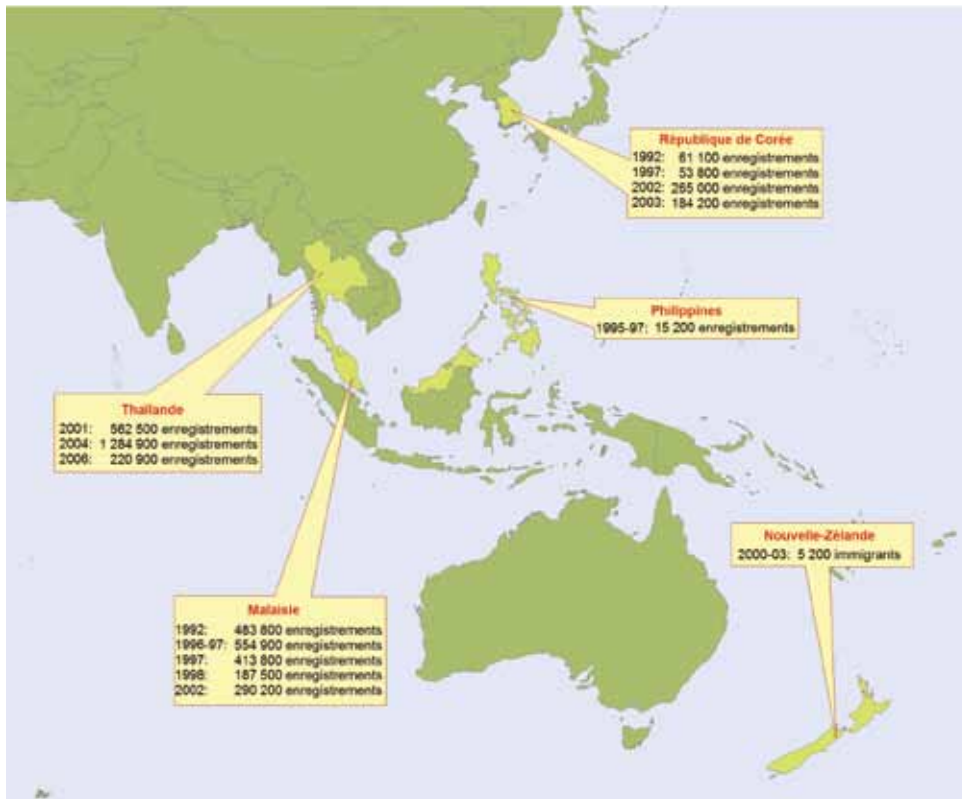 République de Corée
1992: 61 100 enregistrements
1997: 53 800 enregistrements
2002: 265 000 enregistrements
2003: 184 200 enregistrements
Philippines
1995-97: 15 200 enregistrements
Thaïlande
2001: 562 500 enregistrements
2004: 1 284 900 enregistrements
2006: 220 900 enregistrements
Nouvelle-Zélande
2000-03: 5 200 immigrants
Malaisie
1992: 483 800 enregistrements
1996-97: 554 900 enregistrements
1997: 413 800 enregistrements
1998: 187 500 enregistrements
2002: 290 200 enregistrements